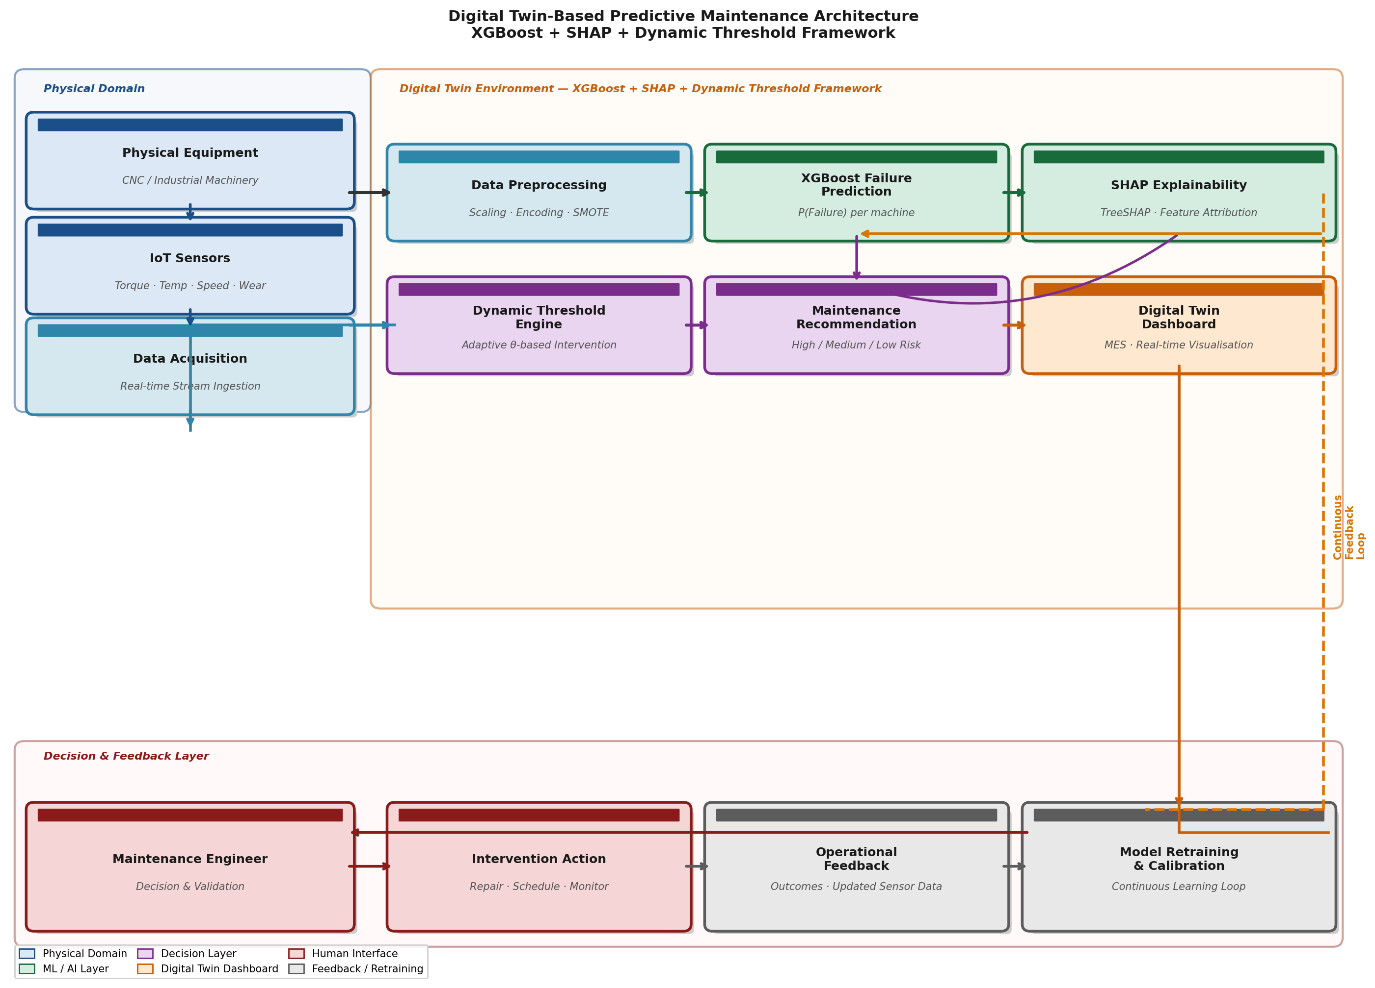 Digital Twin-Based Predictive Maintenance Architecture
XGBoost + SHAP + Dynamic Threshold Framework
Physical Domain
Physical Equipment
CNC / Industrial Machinery
IoT Sensors
Torque · Temp · Speed · Wear
Data Acquisition
Real-time Stream Ingestion
Digital Twin Environment — XGBoost + SHAP + Dynamic Threshold Framework
Data Preprocessing
Scaling · Encoding · SMOTE
XGBoost Failure
Prediction
P(Failure) per machine
SHAP Explainability
TreeSHAP · Feature Attribution
Dynamic Threshold
Engine
Adaptive θ-based Intervention
Maintenance
Recommendation
High / Medium / Low Risk
Digital Twin
Dashboard
MES · Real-time Visualisation
Continuous
Feedback
Loop
Decision & Feedback Layer
Maintenance Engineer
Decision & Validation
Intervention Action
Repair · Schedule · Monitor
Operational
Feedback
Outcomes · Updated Sensor Data
Model Retraining
& Calibration
Continuous Learning Loop
Physical Domain
ML / AI Layer
Decision Layer
Digital Twin Dashboard
Human Interface
Feedback / Retraining